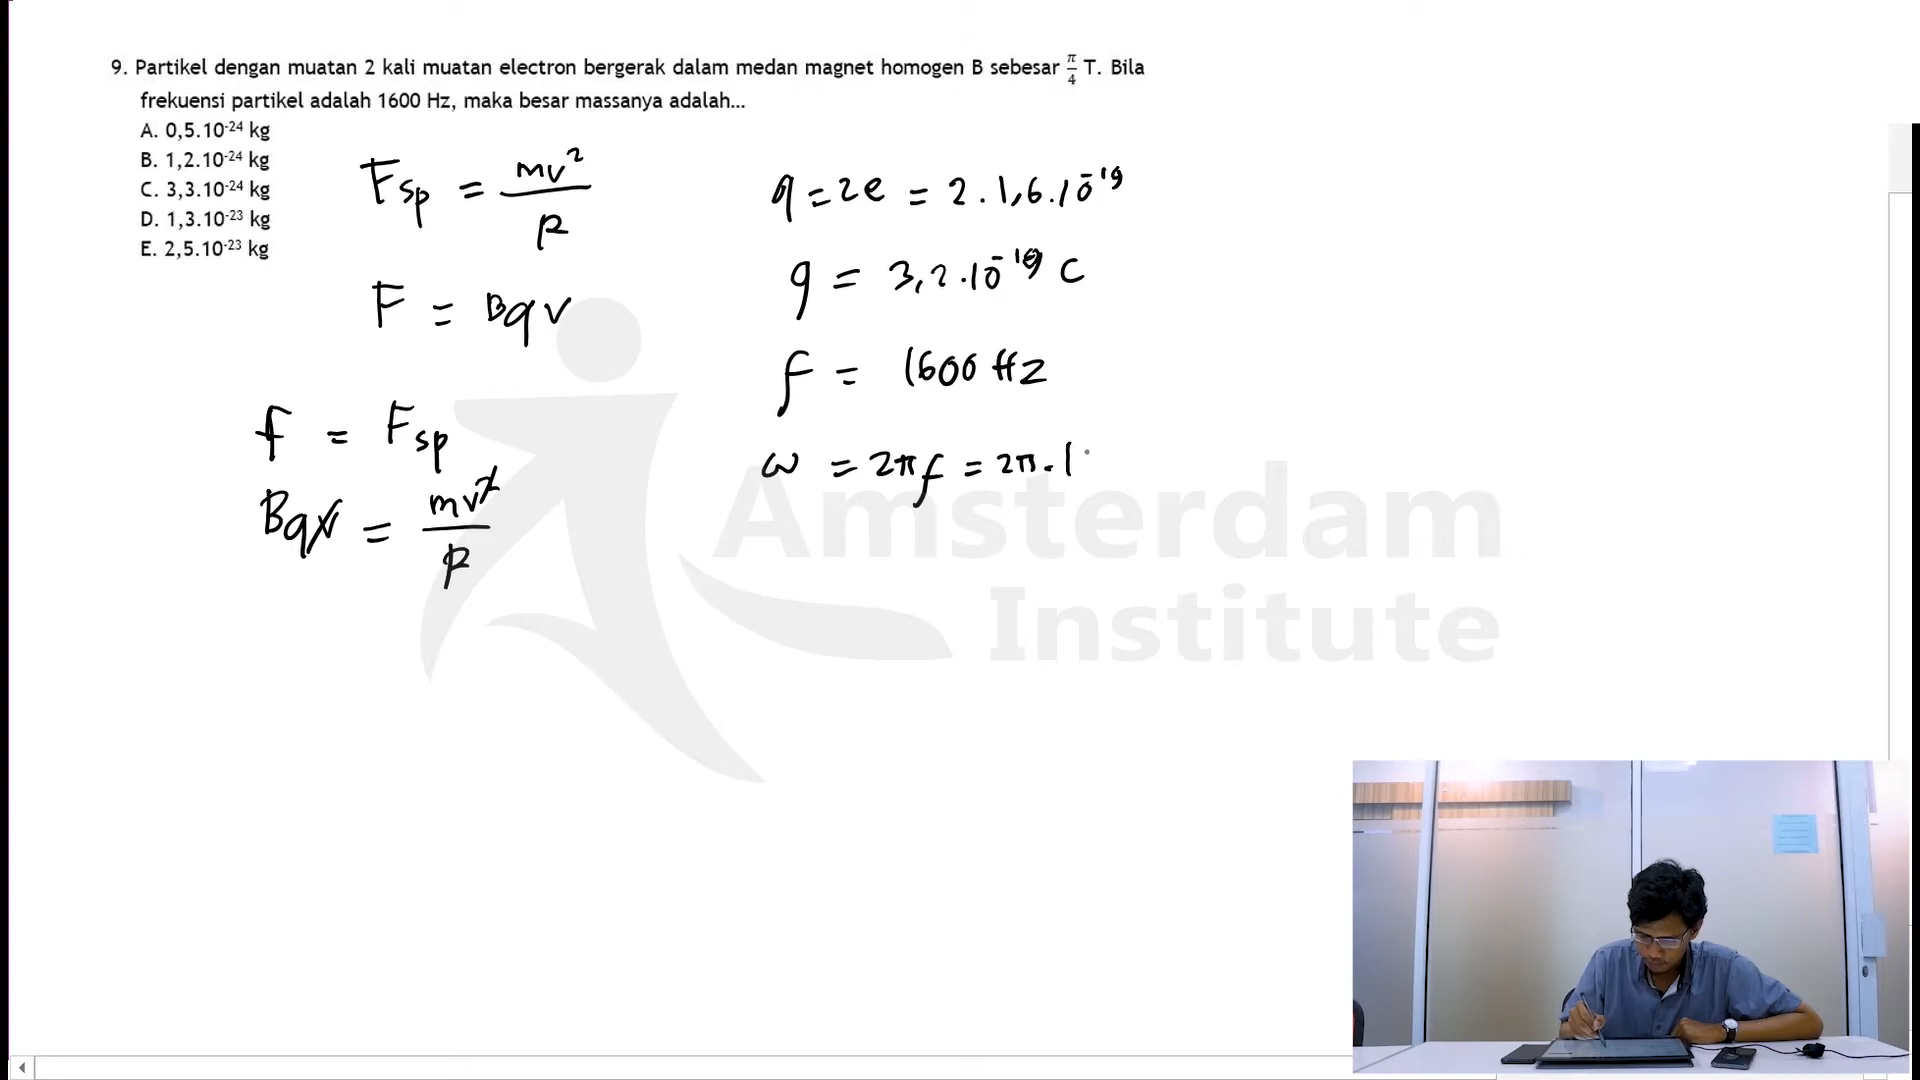 9. Partikel dengan muatan 2 kali muatan electron bergerak dalam medan magnet homogen B sebesar π/4 T. Bila
frekuensi partikel adalah 1600 Hz, maka besar massanya adalah...
A. 0,5.10⁻²⁴ kg
B. 1,2.10⁻²⁴ kg
C. 3,3.10⁻²⁴ kg
D. 1,3.10⁻²³ kg
E. 2,5.10⁻²³ kg
Fsp = mv²/R
F = Bqv
f = Fsp
Bqv = mv²/R
q = 2e = 2.1,6.10⁻¹⁹
q = 3,2.10⁻¹⁹ C
f = 1600 Hz
ω = 2πf = 2π.1
Amsterdam
Institute